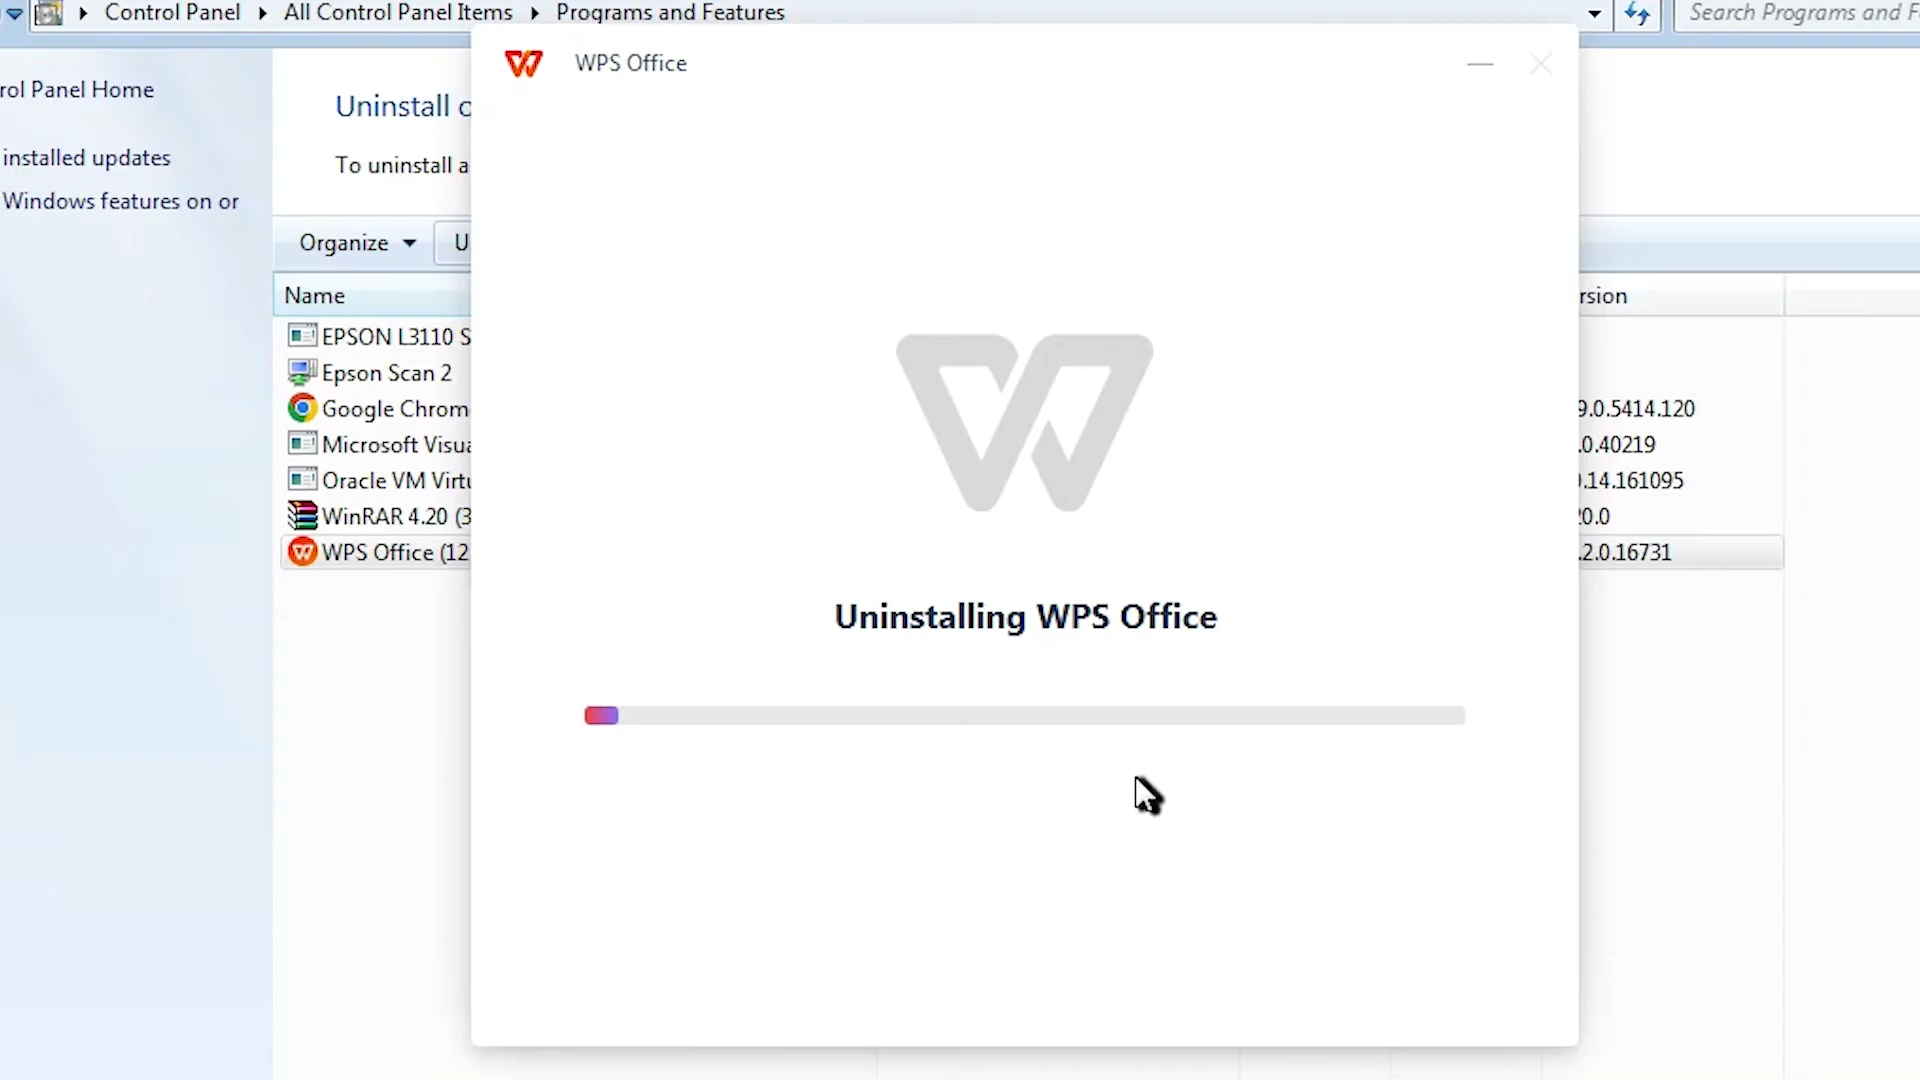 Control Panel All Control Panel Items Programs and Features
Search Programs and F
WPS Office
rol Panel Home
installed updates
Windows features on or
Uninstall o
To uninstall a
Organize
U
Name
rsion
EPSON L3110 S
Epson Scan 2
Google Chrom
9.0.5414.120
Microsoft Visua
.0.40219
Oracle VM Virtu
.14.161095
WinRAR 4.20 (3
20.0
WPS Office (12
.2.0.16731
Uninstalling WPS Office